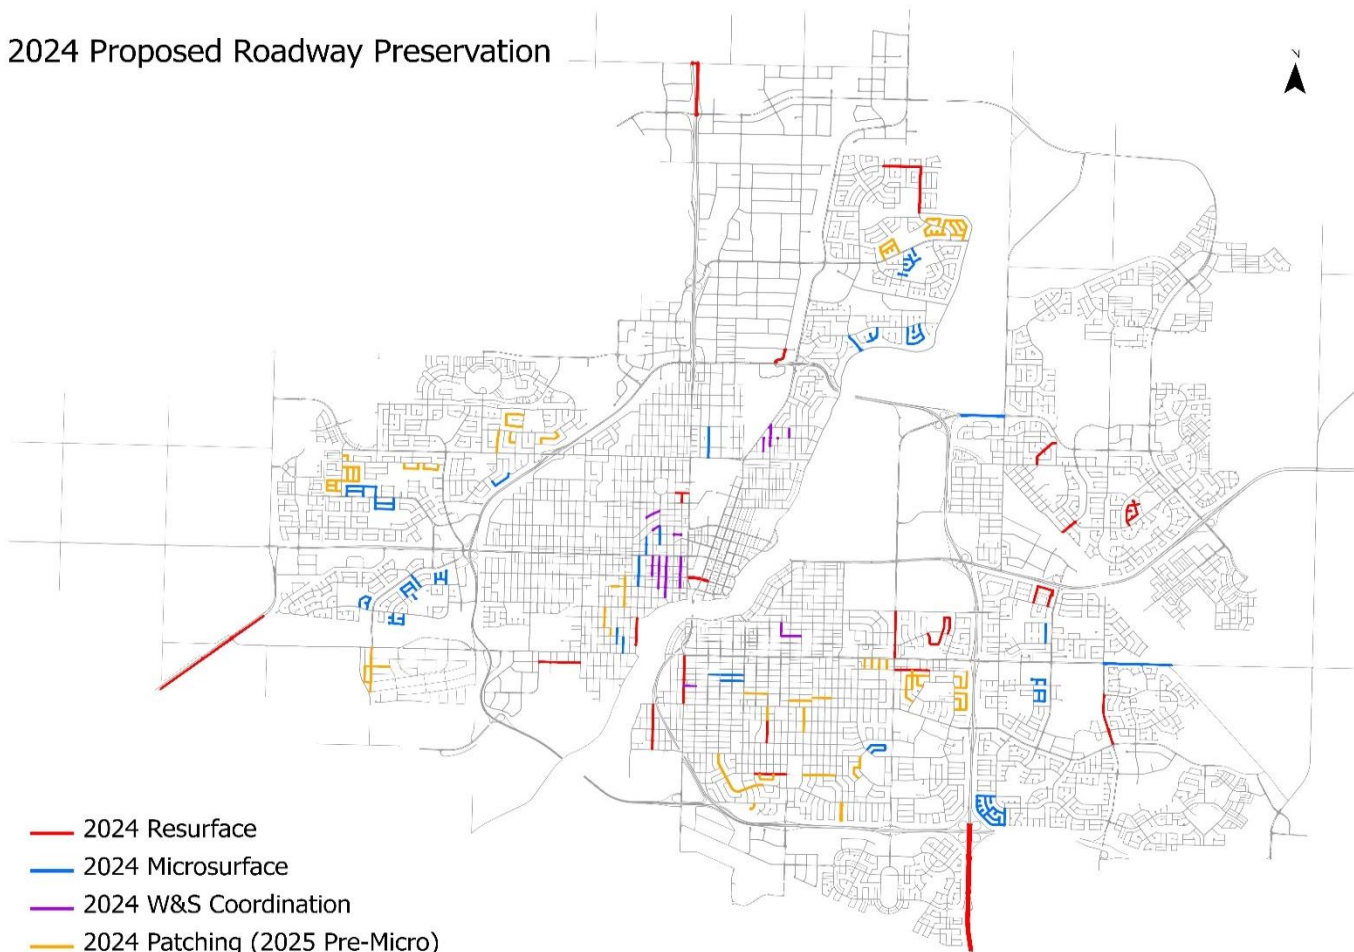 2024 Proposed Roadway Preservation
N
2024 Resurface
2024 Microsurface
2024 W&S Coordination
2024 Patching (2025 Pre-Micro)